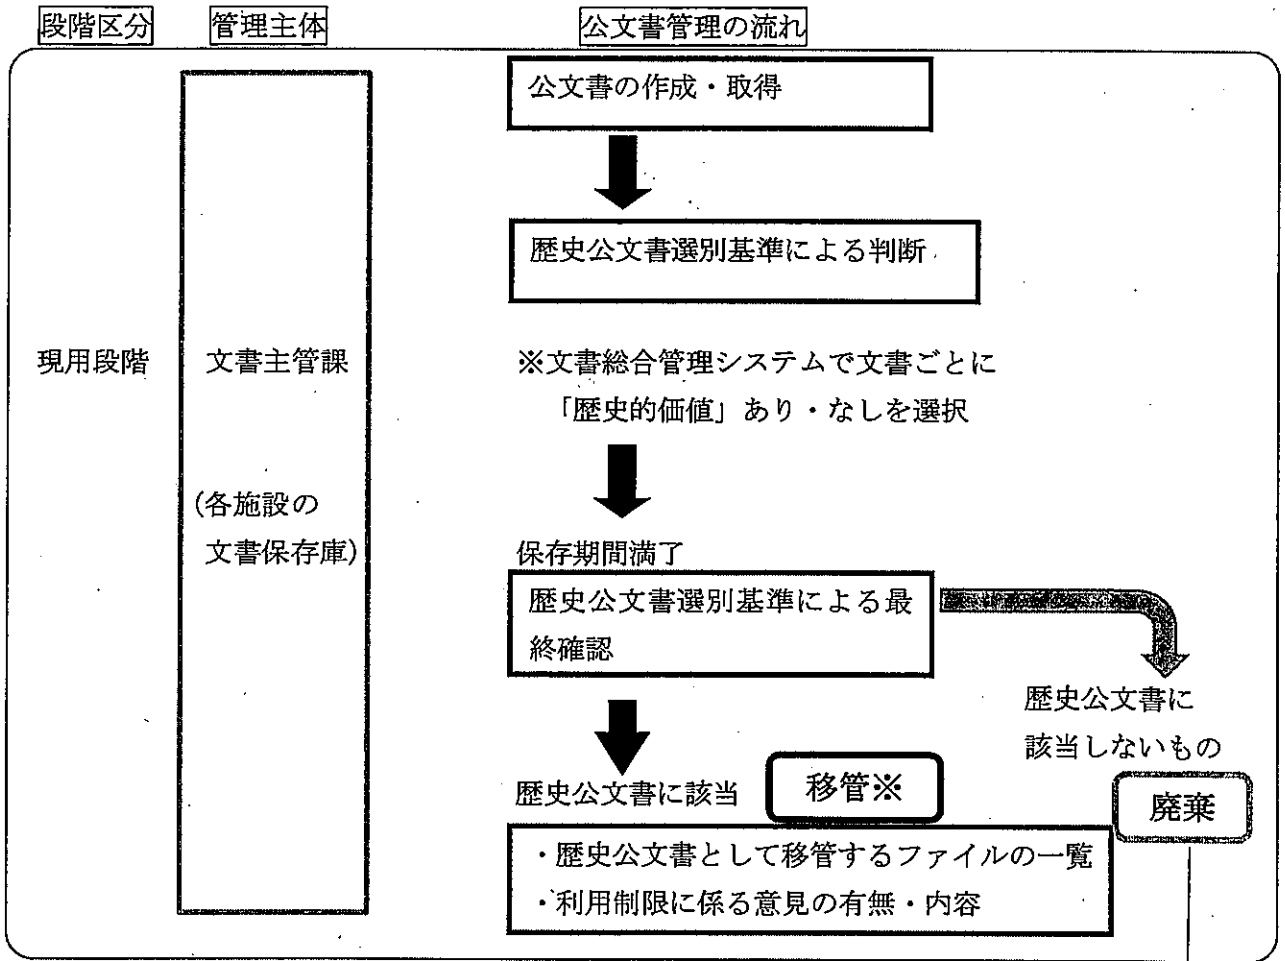 段階区分 管理主体 公文書管理の流れ
公文書の作成・取得
歴史公文書選別基準による判断
現用段階
文書主管課
(各施設の
文書保存庫)
※文書総合管理システムで文書ごとに
「歴史的価値」あり・なしを選択
保存期間満了
歴史公文書選別基準による最
終確認
歴史公文書に
該当しないもの
廃棄
歴史公文書に該当
移管※
・歴史公文書として移管するファイルの一覧
・利用制限に係る意見の有無・内容